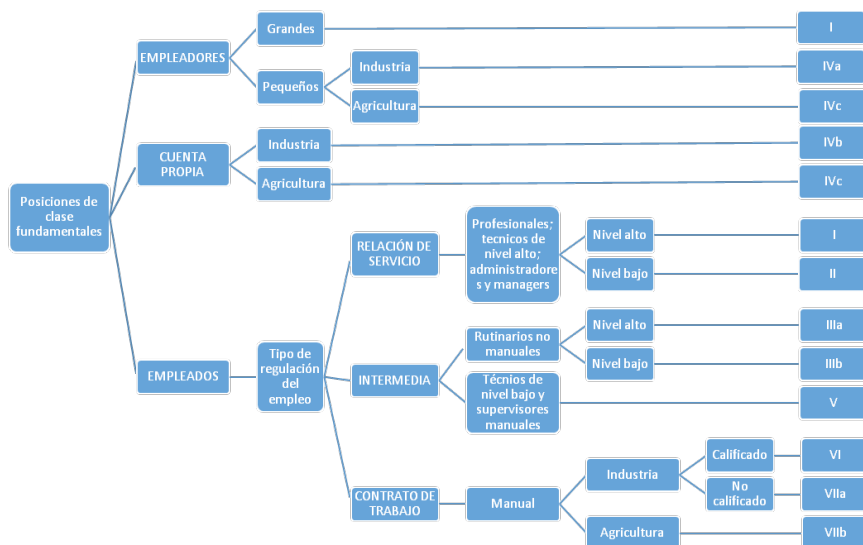 Grandes
I
EMPLEADORES
Industria
IVa
Pequeños
Agricultura
IVc
Industria
IVb
CUENTA
PROPIA
Agricultura
IVc
Posiciones de
clase
fundamentales
RELACIÓN DE
SERVICIO
Profesionales;
tecnicos de
nivel alto;
administradore
s y managers
Nivel alto
I
Nivel bajo
II
EMPLEADOS
Tipo de
regulación
del
empleo
INTERMEDIA
Rutinarios no
manuales
Nivel alto
IIIa
Nivel bajo
IIIb
Técnios de
nivel bajo y
supervisores
manuales
V
CONTRATO DE
TRABAJO
Manual
Industria
Calificado
VI
No
calificado
VIIa
Agricultura
VIIb